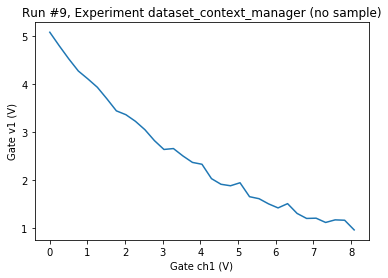 Run #9, Experiment dataset_context_manager (no sample)
5
4
3
2
1
Gate v1 (V)
0 1 2 3 4 5 6 7 8
Gate ch1 (V)